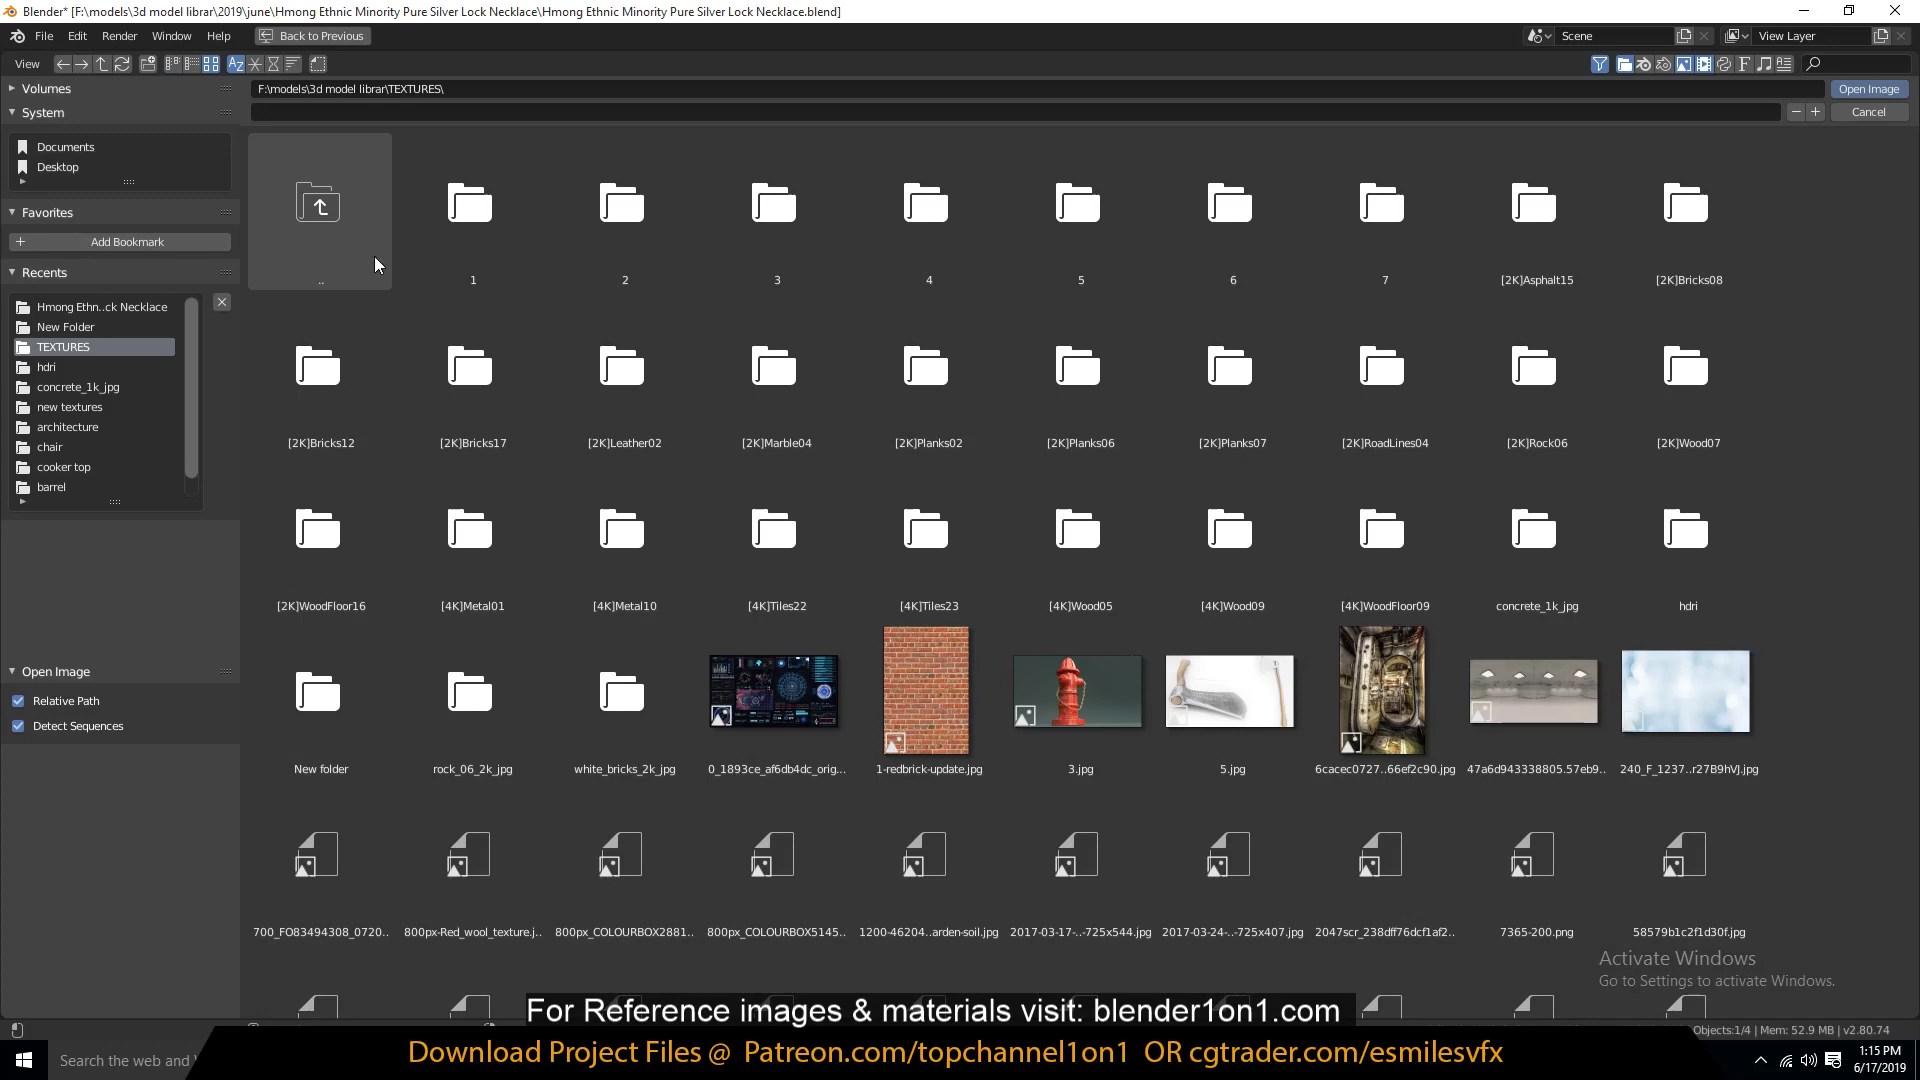 Blender* [F:\models\3d model librar\2019\june\Hmong Ethnic Minority Pure Silver Lock Necklace\Hmong Ethnic Minority Pure Silver Lock Necklace.blend]
File Edit Render Window Help Back to Previous Scene View Layer
View
Volumes
F:\models\3d model librar\TEXTURES\ Open Image
System
Cancel
Documents
Desktop
Favorites
Add Bookmark
Recents
Hmong Ethn..ck Necklace
New Folder
TEXTURES
hdri
concrete_1k_jpg
new textures
architecture
chair
cooker top
barrel
Open Image
Relative Path
Detect Sequences
.. 1 2 3 4 5 6 7 [2K]Asphalt15 [2K]Bricks08
[2K]Bricks12 [2K]Bricks17 [2K]Leather02 [2K]Marble04 [2K]Planks02 [2K]Planks06 [2K]Planks07 [2K]RoadLines04 [2K]Rock06 [2K]Wood07
[2K]WoodFloor16 [4K]Metal01 [4K]Metal10 [4K]Tiles22 [4K]Tiles23 [4K]Wood05 [4K]Wood09 [4K]WoodFloor09 concrete_1k_jpg hdri
New folder rock_06_2k_jpg white_bricks_2k_jpg 0_1893ce_af6db4dc_orig... 1-redbrick-update.jpg 3.jpg 5.jpg 6cacec0727..66ef2c90.jpg 47a6d943338805.57eb9.. 240_F_1237..r27B9hVJ.jpg
700_FO83494308_0720.. 800px-Red_wool_texture.j.. 800px_COLOURBOX2881.. 800px_COLOURBOX5145.. 1200-46204..arden-soil.jpg 2017-03-17-..-725x544.jpg 2017-03-24-..-725x407.jpg 2047scr_238dff76dcf1af2.. 7365-200.png 58579b1c2f1d30f.jpg
Activate Windows
Go to Settings to activate Windows.
For Reference images & materials visit: blender1on1.com
Objects:1/4 | Mem: 52.9 MB | v2.80.74
Search the web and
Download Project Files @ Patreon.com/topchannel1on1 OR cgtrader.com/esmilesvfx
1:15 PM
6/17/2019